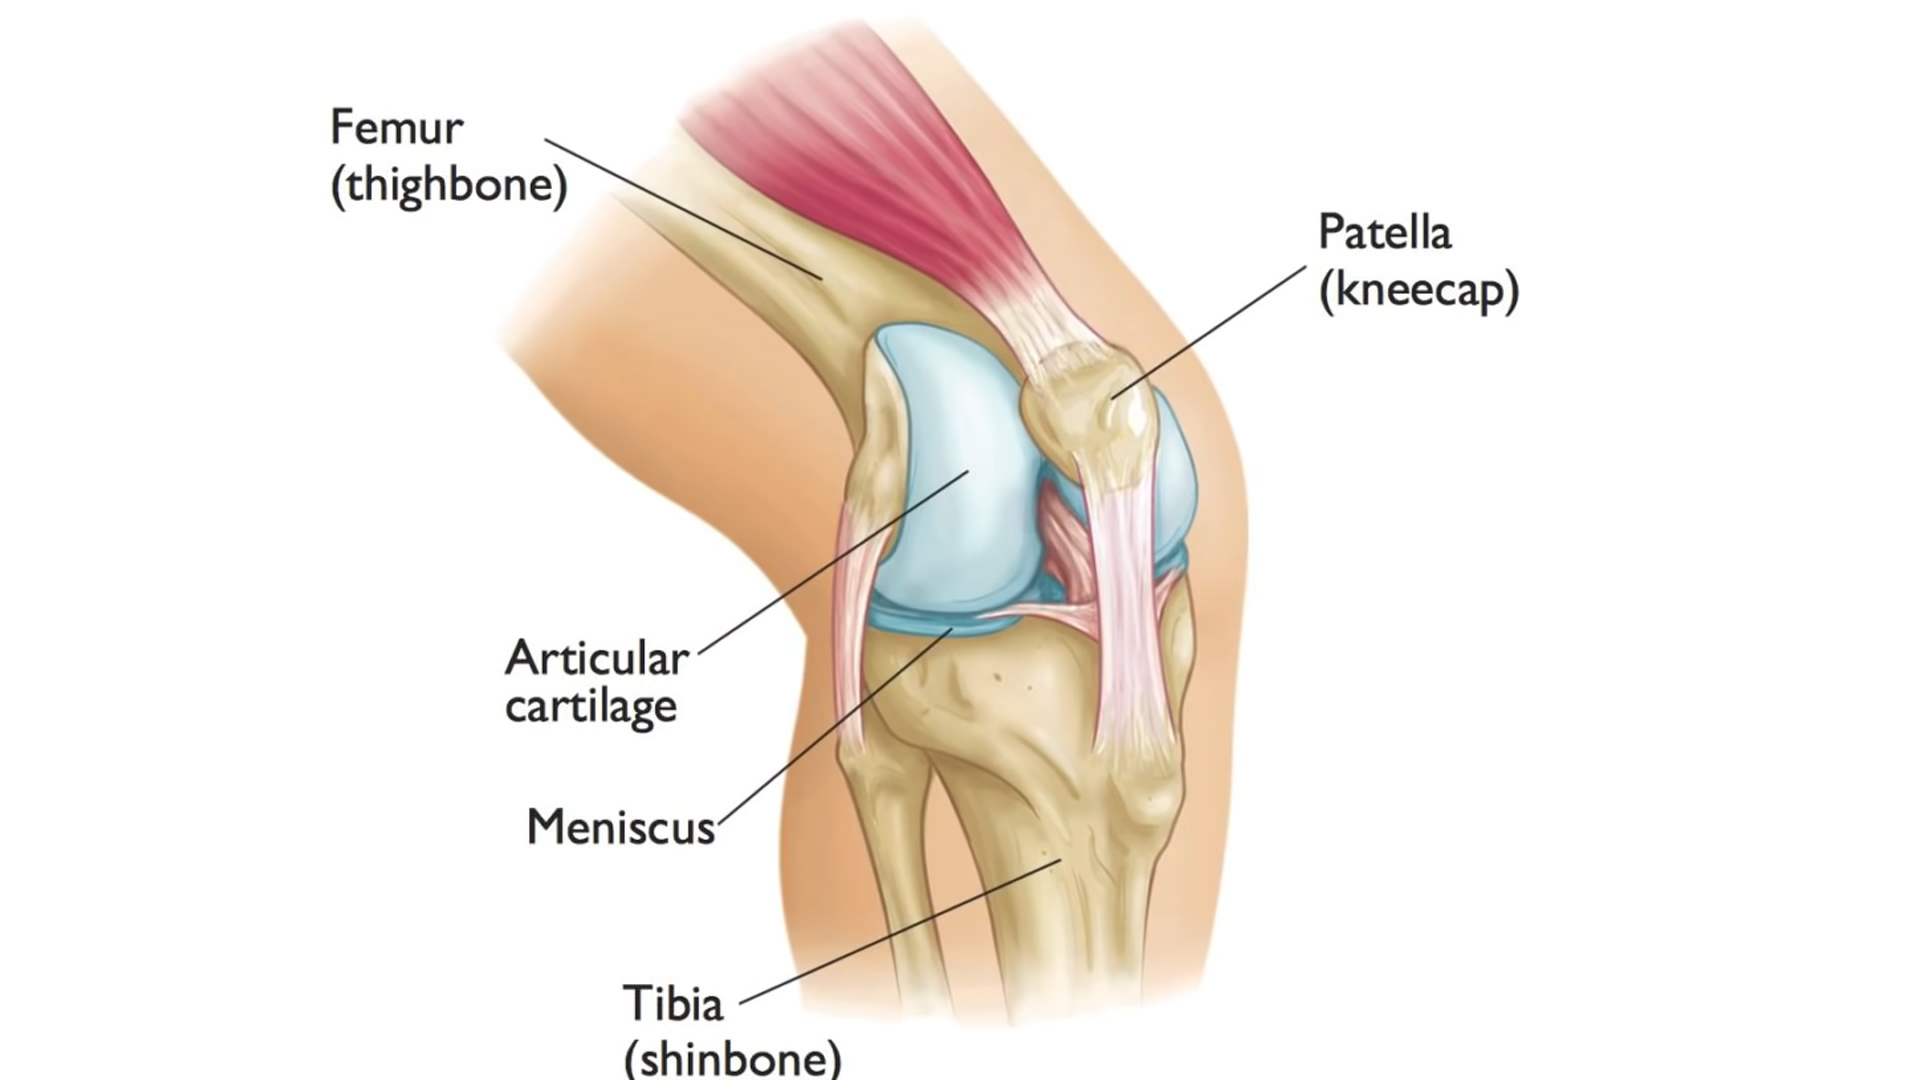 Femur
(thighbone)
Patella
(kneecap)
Articular
cartilage
Meniscus
Tibia
(shinbone)